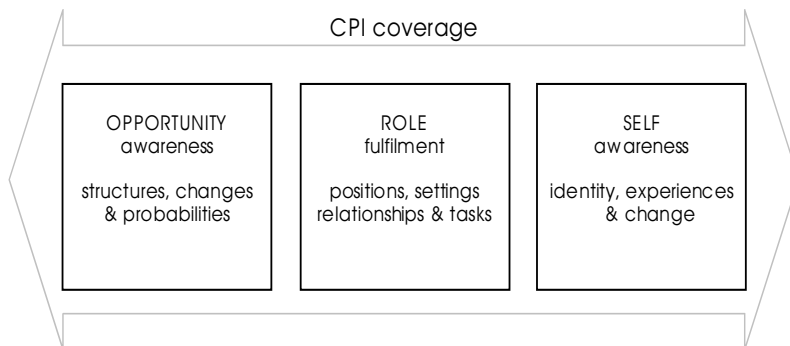 CPI coverage
OPPORTUNITY
awareness
structures, changes
& probabilities
ROLE
fulfilment
positions, settings
relationships & tasks
SELF
awareness
identity, experiences
& change